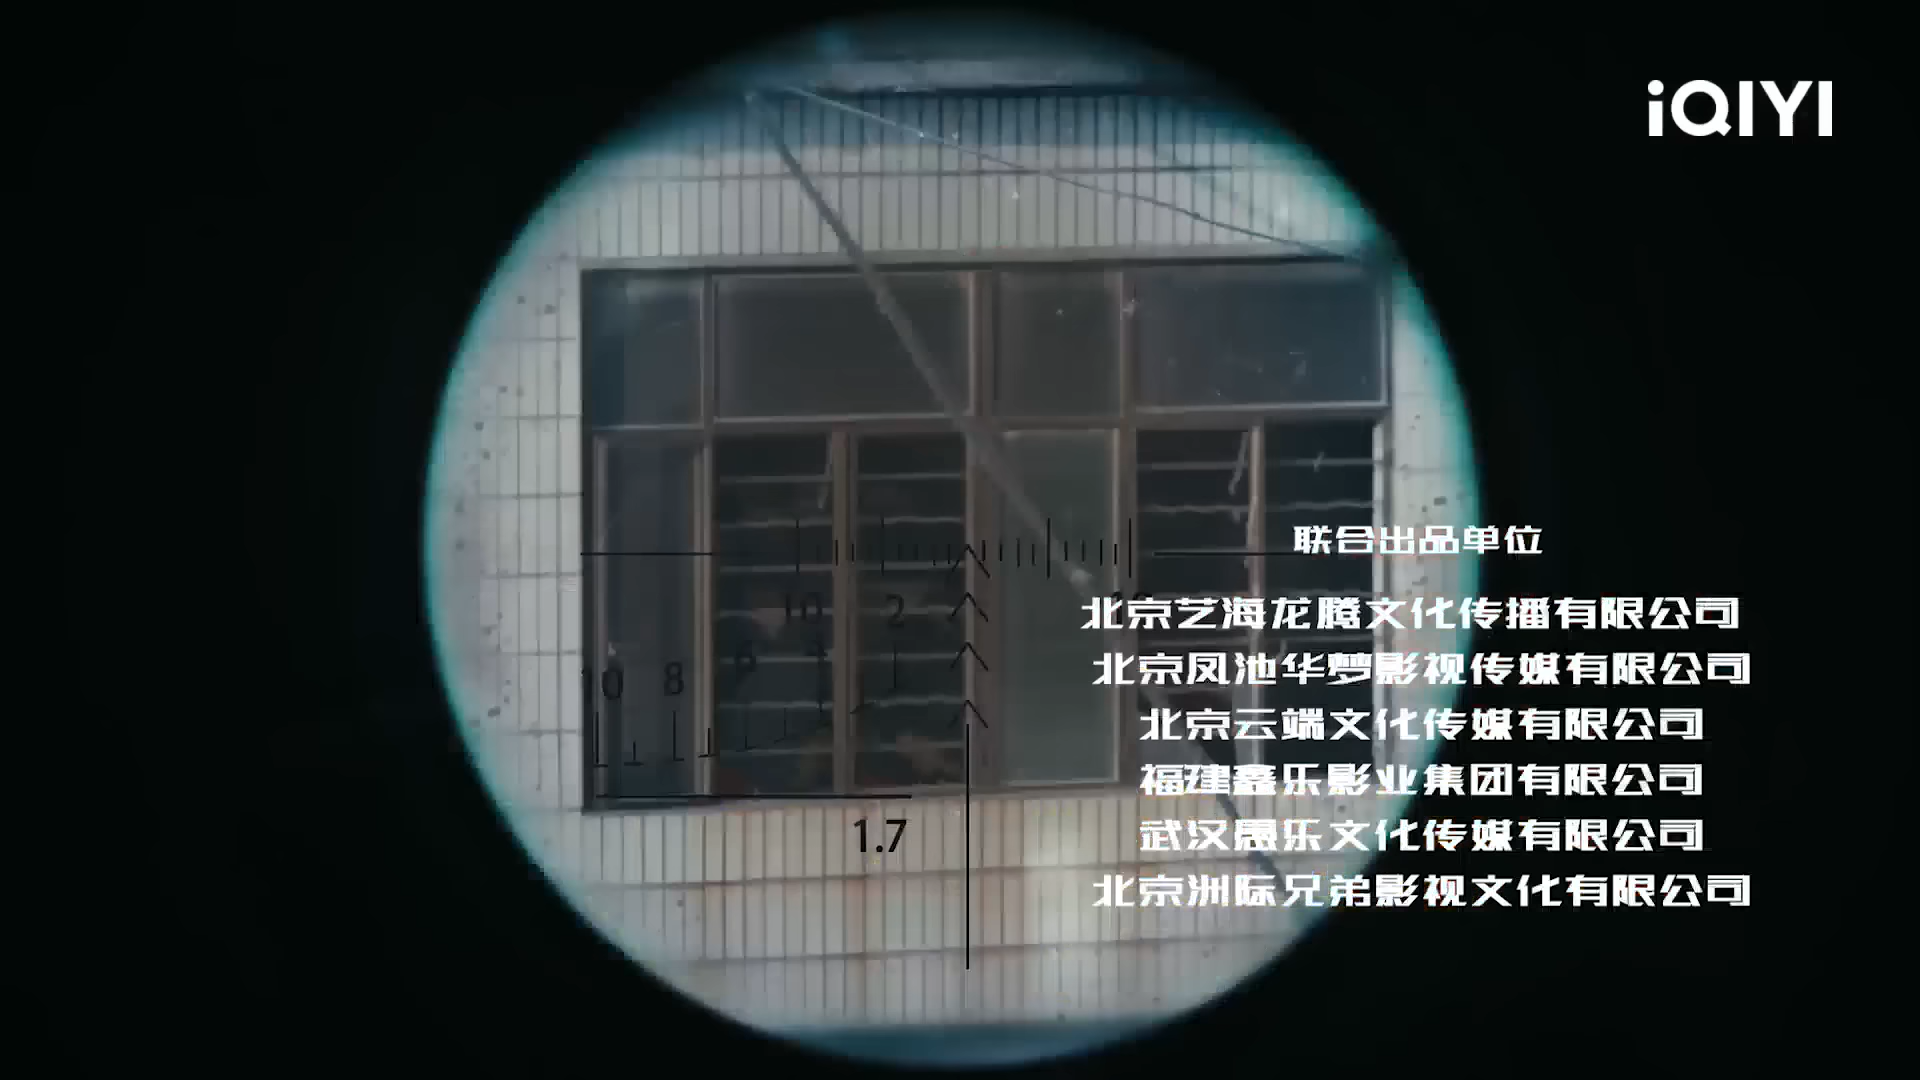 iQIYI
联合出品单位
北京艺海龙腾文化传播有限公司
北京凤池华梦影视传媒有限公司
北京云端文化传媒有限公司
福建鑫乐影业集团有限公司
武汉愚乐文化传媒有限公司
北京洲际兄弟影视文化有限公司
10 2
10 8 6 4
1.7